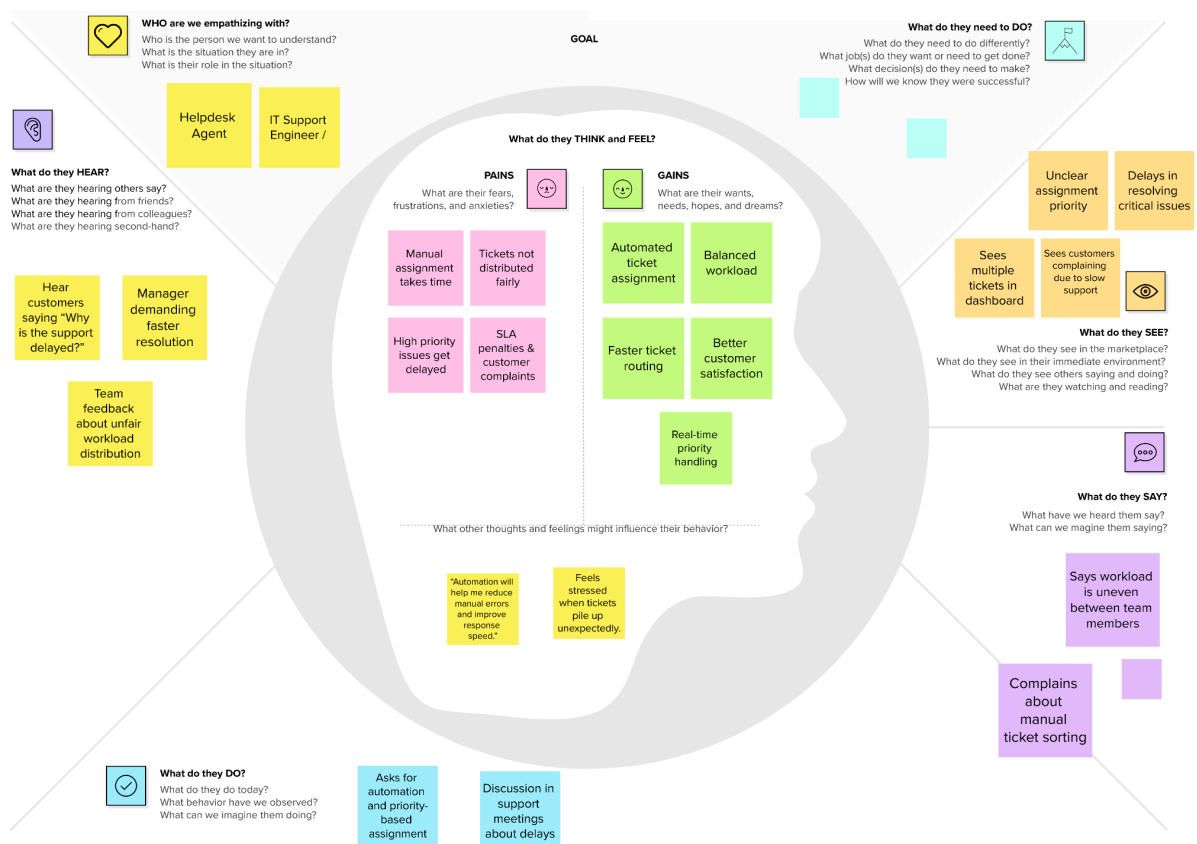 WHO are we empathizing with?
Who is the person we want to understand?
What is the situation they are in?
What is their role in the situation?
Helpdesk
Agent
IT Support
Engineer /
GOAL
What do they need to DO?
What do they need to do differently?
What job(s) do they want or need to get done?
What decision(s) do they need to make?
How will we know they were successful?
What do they HEAR?
What are they hearing others say?
What are they hearing from friends?
What are they hearing from colleagues?
What are they hearing second-hand?
Hear
customers
saying “Why
is the support
delayed?”
Manager
demanding
faster
resolution
Team
feedback
about unfair
workload
distribution
What do they THINK and FEEL?
PAINS
What are their fears,
frustrations, and anxieties?
Manual
assignment
takes time
Tickets not
distributed
fairly
High priority
issues get
delayed
SLA
penalties &
customer
complaints
GAINS
What are their wants,
needs, hopes, and dreams?
Automated
ticket
assignment
Balanced
workload
Faster ticket
routing
Better
customer
satisfaction
Real-time
priority
handling
What other thoughts and feelings might influence their behavior?
“Automation will
help me reduce
manual errors
and improve
response
speed.”
Feels
stressed
when tickets
pile up
unexpectedly.
Unclear
assignment
priority
Delays in
resolving
critical issues
Sees
multiple
tickets in
dashboard
Sees customers
complaining
due to slow
support
What do they SEE?
What do they see in the marketplace?
What do they see in their immediate environment?
What do they see others saying and doing?
What are they watching and reading?
What do they SAY?
What have we heard them say?
What can we magine them saying?
Says workload
is uneven
between team
members
Complains
about
manual
ticket sorting
What do they DO?
What do they do today?
What behavior have we observed?
What can we imagine them doing?
Asks for
automation
and priority-
based
assignment
Discussion in
support
meetings
about delays